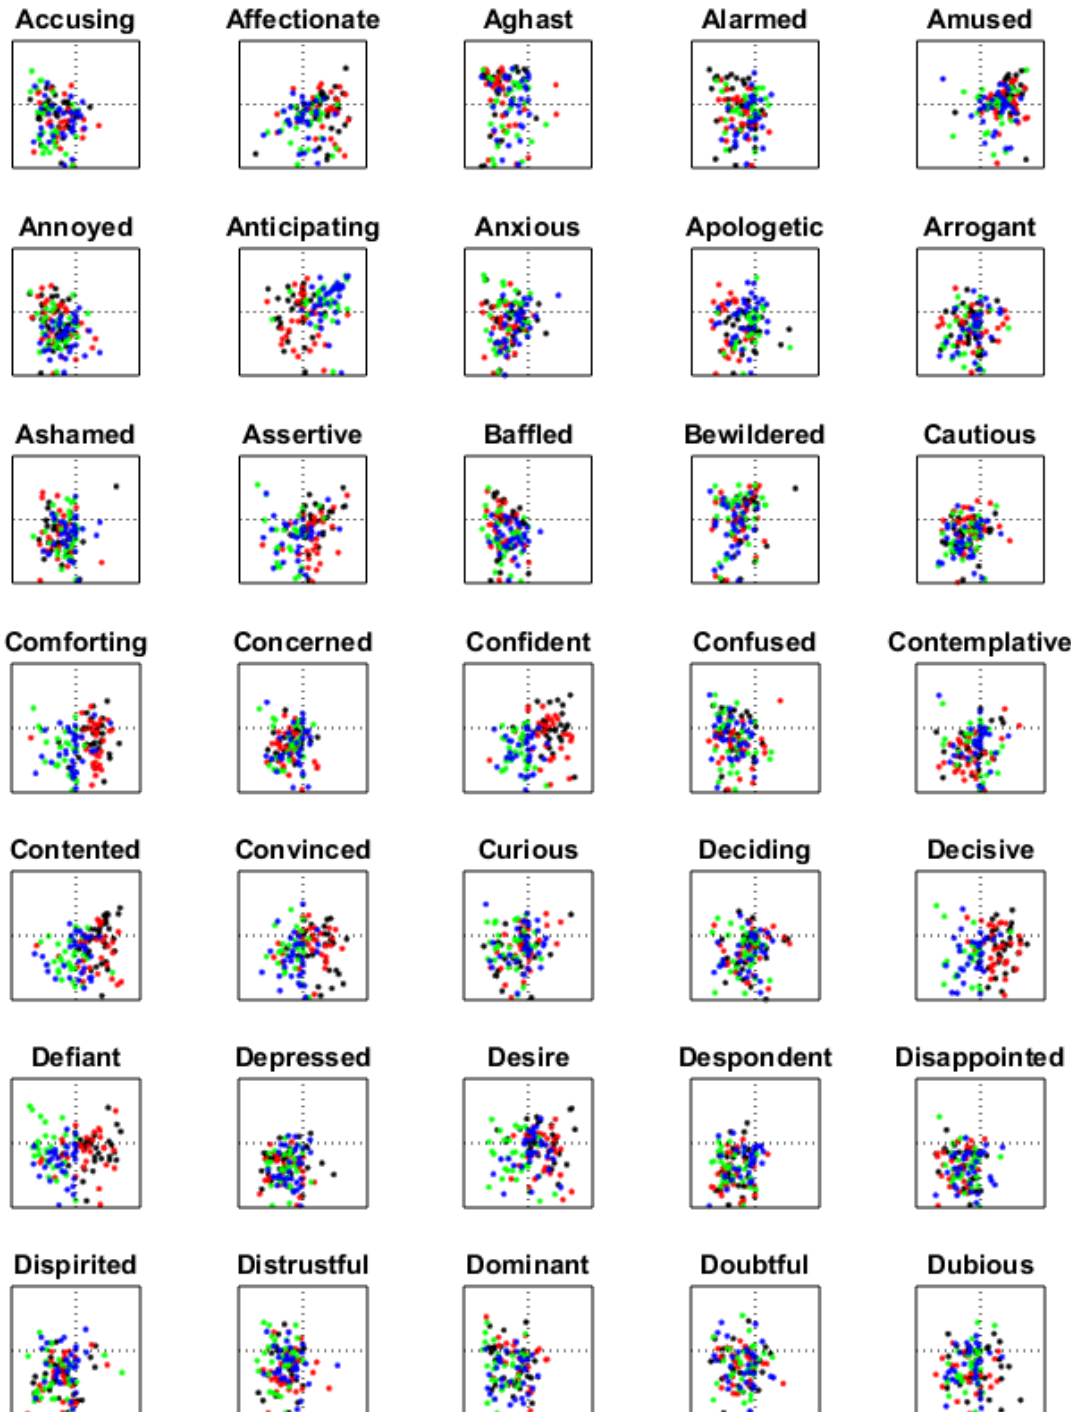 Accusing Affectionate Aghast Alarmed Amused
Annoyed Anticipating Anxious Apologetic Arrogant
Ashamed Assertive Baffled Bewildered Cautious
Comforting Concerned Confident Confused Contemplative
Contented Convinced Curious Deciding Decisive
Defiant Depressed Desire Despondent Disappointed
Dispirited Distrustful Dominant Doubtful Dubious